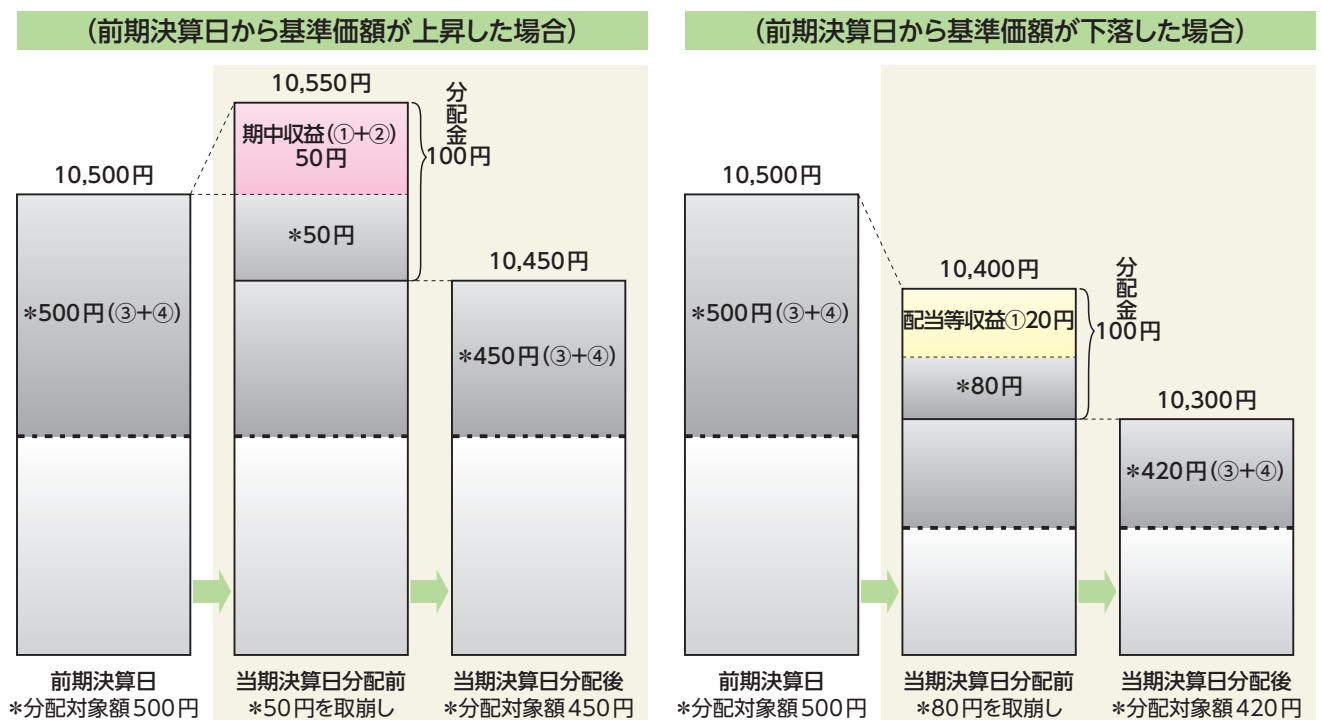 (前期決算日から基準価額が上昇した場合)
10,550円
期中収益(①+②)
50円
分配金
100円
10,500円
*50円
10,450円
*500円(③+④)
*450円(③+④)
前期決算日
*分配対象額500円
当期決算日分配前
*50円を取崩し
当期決算日分配後
*分配対象額450円
(前期決算日から基準価額が下落した場合)
10,500円
10,400円
分配金
100円
*500円(③+④)
配当等収益①20円
*80円
10,300円
*420円(③+④)
前期決算日
*分配対象額500円
当期決算日分配前
*80円を取崩し
当期決算日分配後
*分配対象額420円